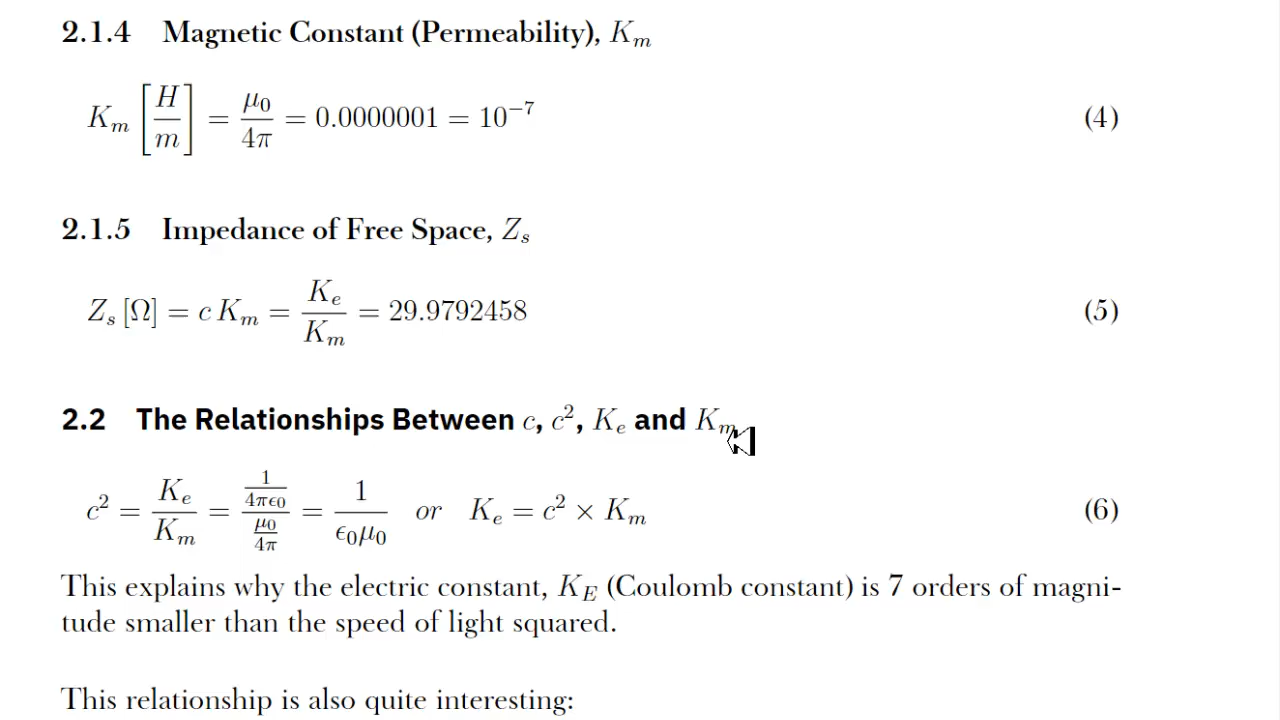 2.1.4 Magnetic Constant (Permeability), K_m
K_m [H/m] = μ_0/4π = 0.0000001 = 10^−7 (4)
2.1.5 Impedance of Free Space, Z_s
Z_s [Ω] = c K_m = K_e/K_m = 29.9792458 (5)
2.2 The Relationships Between c, c^2, K_e and K_m
c^2 = K_e/K_m = (1/4πϵ_0)/(μ_0/4π) = 1/ϵ_0μ_0 or K_e = c^2 × K_m (6)
This explains why the electric constant, K_E (Coulomb constant) is 7 orders of magni-
tude smaller than the speed of light squared.
This relationship is also quite interesting: